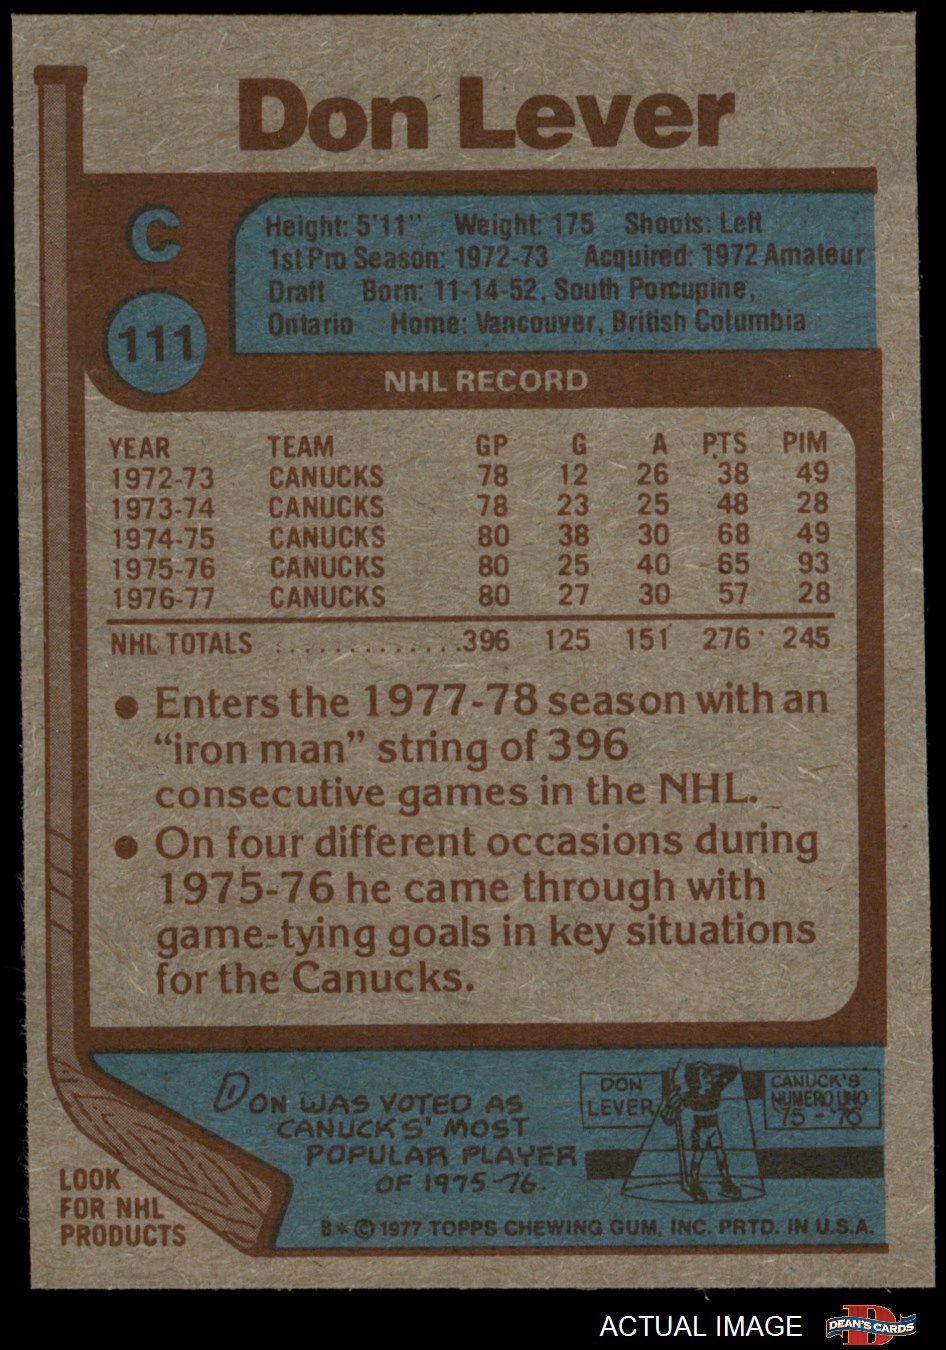 Don Lever
C
111
Height: 5'11" Weight: 175 Shoots: Left
1st Pro Season: 1972-73 Acquired: 1972 Amateur
Draft Born: 11-14-52, South Porcupine,
Ontario Home: Vancouver, British Columbia
NHL RECORD
YEAR TEAM GP G A PTS PIM
1972-73 CANUCKS 78 12 26 38 49
1973-74 CANUCKS 78 23 25 48 28
1974-75 CANUCKS 80 38 30 68 49
1975-76 CANUCKS 80 25 40 65 93
1976-77 CANUCKS 80 27 30 57 28
NHL TOTALS .............396 125 151 276 245
● Enters the 1977-78 season with an
“iron man” string of 396
consecutive games in the NHL.
● On four different occasions during
1975-76 he came through with
game-tying goals in key situations
for the Canucks.
DON WAS VOTED AS
CANUCKS' MOST
POPULAR PLAYER
OF 1975-76.
DON
LEVER
CANUCK'S
NUMERO UNO
'75 - '76
LOOK
FOR NHL
PRODUCTS
B* © 1977 TOPPS CHEWING GUM, INC. PRTD. IN U.S.A.
ACTUAL IMAGE
D
DEAN'S CARDS